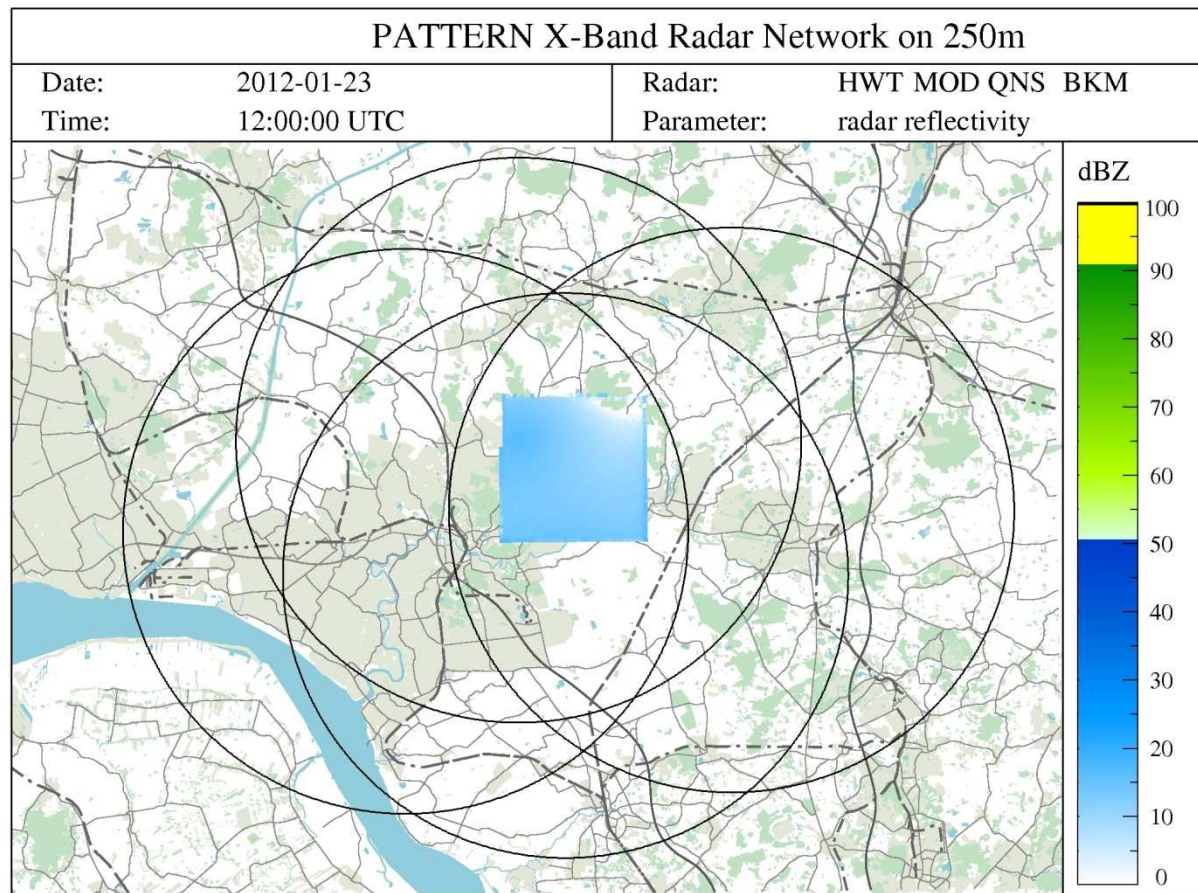 PATTERN X-Band Radar Network on 250m
Date: 2012-01-23
Time: 12:00:00 UTC
Radar: HWT MOD QNS BKM
Parameter: radar reflectivity
dBZ
100
90
80
70
60
50
40
30
20
10
0